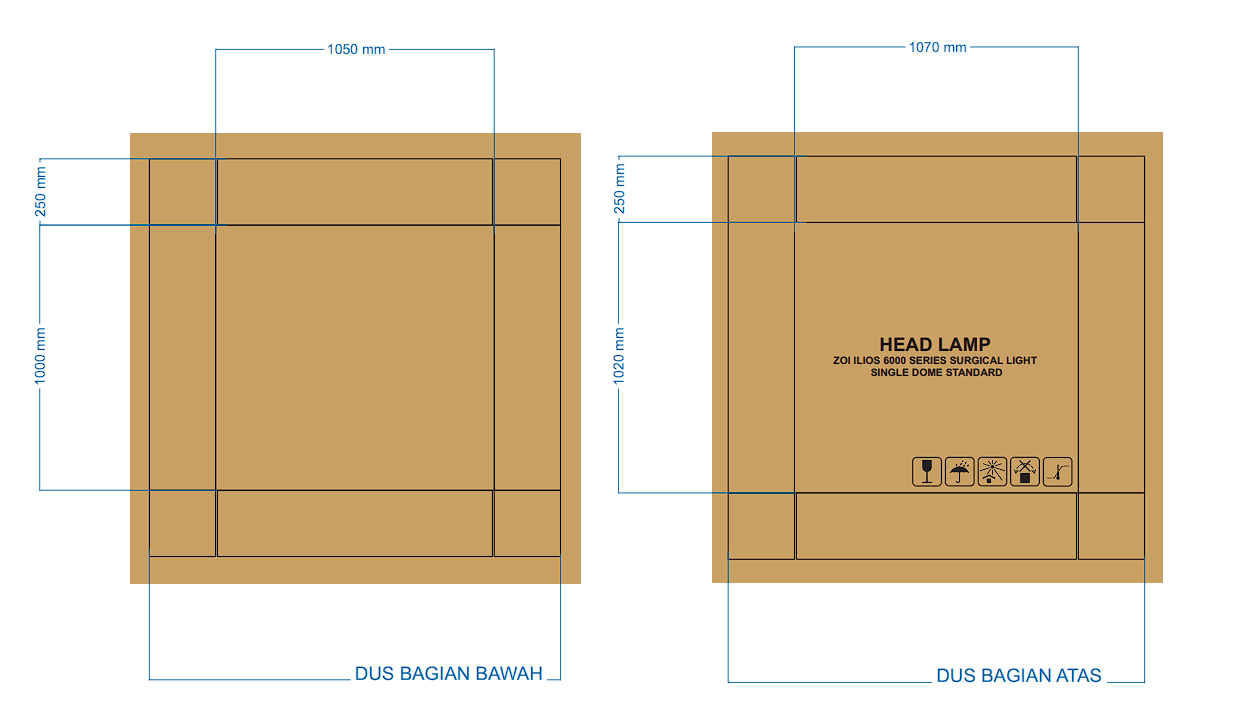 1050 mm
250 mm
1000 mm
DUS BAGIAN BAWAH
1070 mm
250 mm
1020 mm
HEAD LAMP
ZOI ILIOS 6000 SERIES SURGICAL LIGHT
SINGLE DOME STANDARD
DUS BAGIAN ATAS